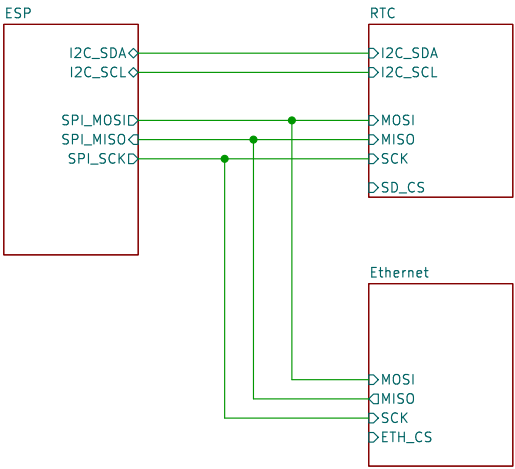 ESP
I2C_SDA
I2C_SCL
SPI_MOSI
SPI_MISO
SPI_SCK
RTC
I2C_SDA
I2C_SCL
MOSI
MISO
SCK
SD_CS
Ethernet
MOSI
MISO
SCK
ETH_CS